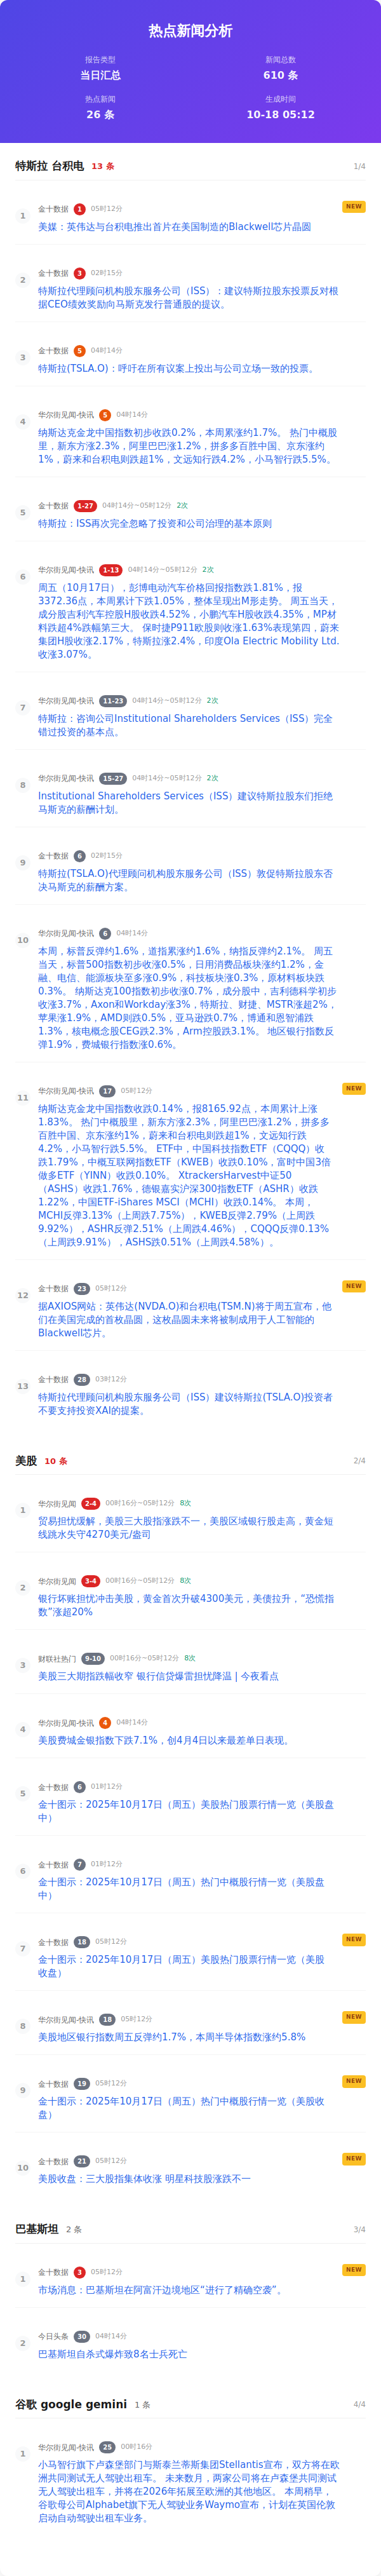 热点新闻分析
报告类型
当日汇总
新闻总数
610 条
热点新闻
26 条
生成时间
10-18 05:12
特斯拉 台积电 13 条 1/4
1 金十数据 1 05时12分 NEW
美媒：英伟达与台积电推出首片在美国制造的Blackwell芯片晶圆
2 金十数据 3 02时15分
特斯拉代理顾问机构股东服务公司（ISS）：建议特斯拉股东投票反对根
据CEO绩效奖励向马斯克发行普通股的提议。
3 金十数据 5 04时14分
特斯拉(TSLA.O)：呼吁在所有议案上投出与公司立场一致的投票。
4 华尔街见闻-快讯 5 04时14分
纳斯达克金龙中国指数初步收跌0.2%，本周累涨约1.7%。 热门中概股
里，新东方涨2.3%，阿里巴巴涨1.2%，拼多多百胜中国、京东涨约
1%，蔚来和台积电则跌超1%，文远知行跌4.2%，小马智行跌5.5%。
5 金十数据 1-27 04时14分~05时12分 2次
特斯拉：ISS再次完全忽略了投资和公司治理的基本原则
6 华尔街见闻-快讯 1-13 04时14分~05时12分 2次
周五（10月17日），彭博电动汽车价格回报指数跌1.81%，报
3372.36点，本周累计下跌1.05%，整体呈现出M形走势。 周五当天，
成分股吉利汽车控股H股收跌4.52%，小鹏汽车H股收跌4.35%，MP材
料跌超4%跌幅第三大。 保时捷P911欧股则收涨1.63%表现第四，蔚来
集团H股收涨2.17%，特斯拉涨2.4%，印度Ola Electric Mobility Ltd.
收涨3.07%。
7 华尔街见闻-快讯 11-23 04时14分~05时12分 2次
特斯拉：咨询公司Institutional Shareholders Services（ISS）完全
错过投资的基本点。
8 华尔街见闻-快讯 15-27 04时14分~05时12分 2次
Institutional Shareholders Services（ISS）建议特斯拉股东们拒绝
马斯克的薪酬计划。
9 金十数据 6 02时15分
特斯拉(TSLA.O)代理顾问机构股东服务公司（ISS）敦促特斯拉股东否
决马斯克的薪酬方案。
10 华尔街见闻-快讯 6 04时14分
本周，标普反弹约1.6%，道指累涨约1.6%，纳指反弹约2.1%。 周五
当天，标普500指数初步收涨0.5%，日用消费品板块涨约1.2%，金
融、电信、能源板块至多涨0.9%，科技板块涨0.3%，原材料板块跌
0.3%。 纳斯达克100指数初步收涨0.7%，成分股中，吉利德科学初步
收涨3.7%，Axon和Workday涨3%，特斯拉、财捷、MSTR涨超2%，
苹果涨1.9%，AMD则跌0.5%，亚马逊跌0.7%，博通和恩智浦跌
1.3%，核电概念股CEG跌2.3%，Arm控股跌3.1%。 地区银行指数反
弹1.9%，费城银行指数涨0.6%。
11 华尔街见闻-快讯 17 05时12分 NEW
纳斯达克金龙中国指数收跌0.14%，报8165.92点，本周累计上涨
1.83%。 热门中概股里，新东方涨2.3%，阿里巴巴涨1.2%，拼多多
百胜中国、京东涨约1%，蔚来和台积电则跌超1%，文远知行跌
4.2%，小马智行跌5.5%。 ETF中，中国科技指数ETF（CQQQ）收
跌1.79%，中概互联网指数ETF（KWEB）收跌0.10%，富时中国3倍
做多ETF（YINN）收跌0.10%。 XtrackersHarvest中证50
（ASHS）收跌1.76%，德银嘉实沪深300指数ETF（ASHR）收跌
1.22%，中国ETF-iShares MSCI（MCHI）收跌0.14%。 本周，
MCHI反弹3.13%（上周跌7.75%），KWEB反弹2.79%（上周跌
9.92%），ASHR反弹2.51%（上周跌4.46%），CQQQ反弹0.13%
（上周跌9.91%），ASHS跌0.51%（上周跌4.58%）。
12 金十数据 23 05时12分 NEW
据AXIOS网站：英伟达(NVDA.O)和台积电(TSM.N)将于周五宣布，他
们在美国完成的首枚晶圆，这枚晶圆未来将被制成用于人工智能的
Blackwell芯片。
13 金十数据 28 03时12分
特斯拉代理顾问机构股东服务公司（ISS）建议特斯拉(TSLA.O)投资者
不要支持投资XAI的提案。
美股 10 条 2/4
1 华尔街见闻 2-4 00时16分~05时12分 8次
贸易担忧缓解，美股三大股指涨跌不一，美股区域银行股走高，黄金短
线跳水失守4270美元/盎司
2 华尔街见闻 3-4 00时16分~05时12分 8次
银行坏账担忧冲击美股，黄金首次升破4300美元，美债拉升，“恐慌指
数”涨超20%
3 财联社热门 9-10 00时16分~05时12分 8次
美股三大期指跌幅收窄 银行信贷爆雷担忧降温 | 今夜看点
4 华尔街见闻-快讯 4 04时14分
美股费城金银指数下跌7.1%，创4月4日以来最差单日表现。
5 金十数据 6 01时12分
金十图示：2025年10月17日（周五）美股热门股票行情一览（美股盘
中）
6 金十数据 7 01时12分
金十图示：2025年10月17日（周五）热门中概股行情一览（美股盘
中）
7 金十数据 18 05时12分 NEW
金十图示：2025年10月17日（周五）美股热门股票行情一览（美股
收盘）
8 华尔街见闻-快讯 18 05时12分 NEW
美股地区银行指数周五反弹约1.7%，本周半导体指数涨约5.8%
9 金十数据 19 05时12分 NEW
金十图示：2025年10月17日（周五）热门中概股行情一览（美股收
盘）
10 金十数据 21 05时12分 NEW
美股收盘：三大股指集体收涨 明星科技股涨跌不一
巴基斯坦 2 条 3/4
1 金十数据 3 05时12分 NEW
市场消息：巴基斯坦在阿富汗边境地区“进行了精确空袭”。
2 今日头条 30 04时14分
巴基斯坦自杀式爆炸致8名士兵死亡
谷歌 google gemini 1 条 4/4
1 华尔街见闻-快讯 25 00时16分
小马智行旗下卢森堡部门与斯泰兰蒂斯集团Stellantis宣布，双方将在欧
洲共同测试无人驾驶出租车。 未来数月，两家公司将在卢森堡共同测试
无人驾驶出租车，并将在2026年拓展至欧洲的其他地区。 本周稍早，
谷歌母公司Alphabet旗下无人驾驶业务Waymo宣布，计划在英国伦敦
启动自动驾驶出租车业务。